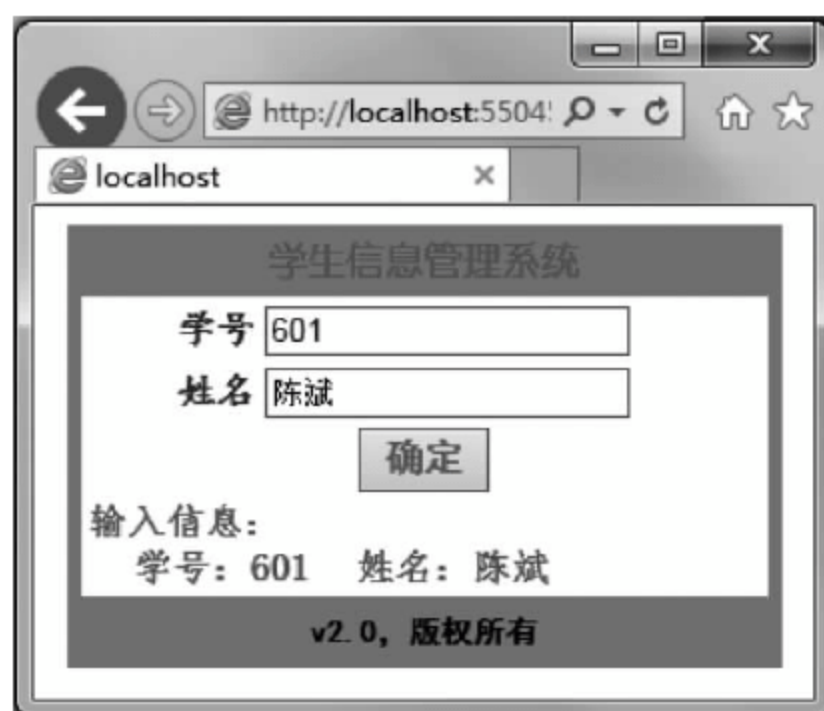 http://localhost:5504
localhost
学生信息管理系统
学号 601
姓名 陈斌
确定
输入信息：
学号：601 姓名：陈斌
v2.0，版权所有